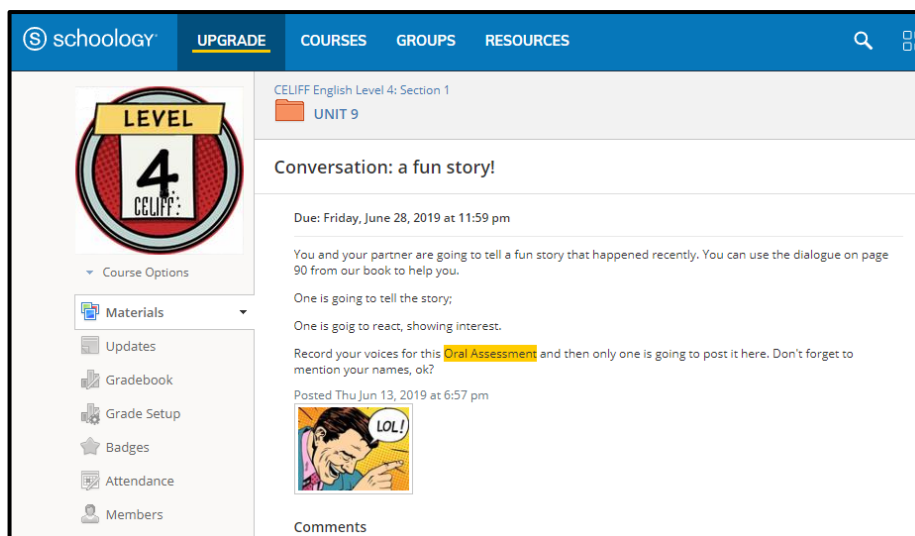 schoology
UPGRADE
COURSES
GROUPS
RESOURCES
LEVEL
4
CELIFF:
Course Options
Materials
Updates
Gradebook
Grade Setup
Badges
Attendance
Members
CELIFF English Level 4: Section 1
UNIT 9
Conversation: a fun story!
Due: Friday, June 28, 2019 at 11:59 pm
You and your partner are going to tell a fun story that happened recently. You can use the dialogue on page
90 from our book to help you.
One is going to tell the story;
One is goig to react, showing interest.
Record your voices for this Oral Assessment and then only one is going to post it here. Don't forget to
mention your names, ok?
Posted Thu Jun 13, 2019 at 6:57 pm
LOL!
Comments